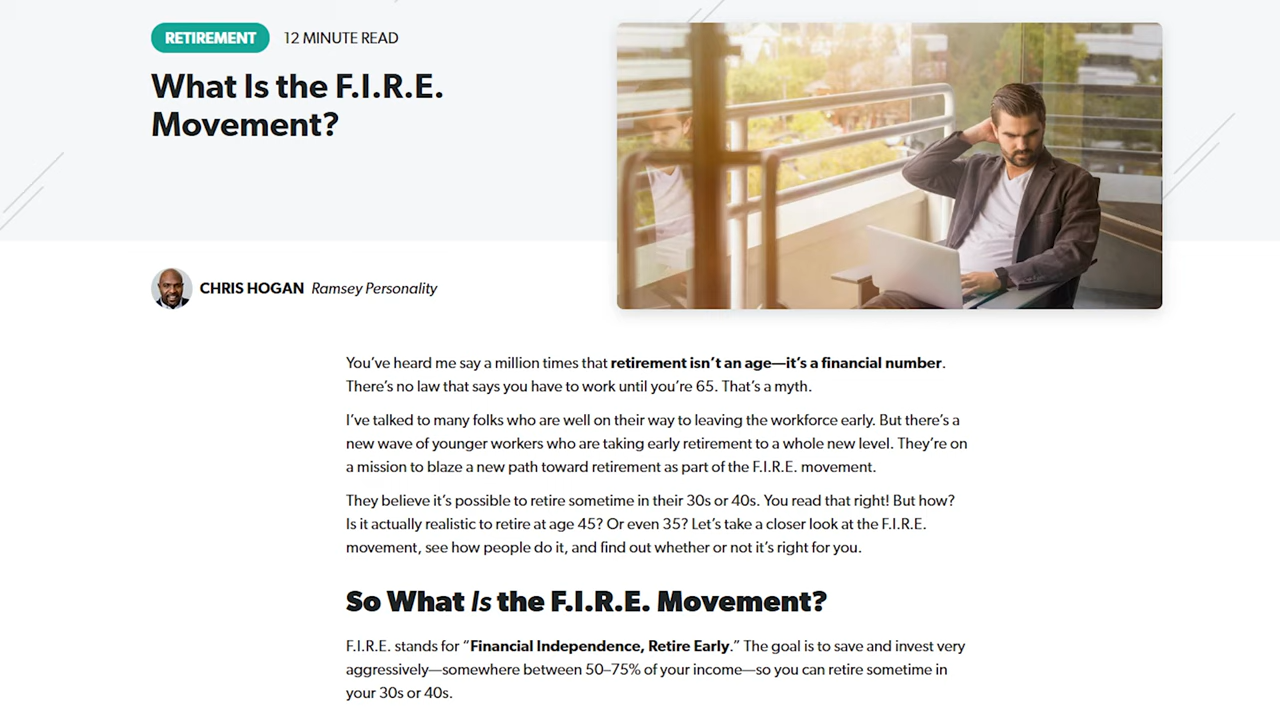 RETIREMENT 12 MINUTE READ
What Is the F.I.R.E.
Movement?
CHRIS HOGAN Ramsey Personality
You’ve heard me say a million times that retirement isn’t an age—it’s a financial number.
There’s no law that says you have to work until you’re 65. That’s a myth.
I’ve talked to many folks who are well on their way to leaving the workforce early. But there’s a
new wave of younger workers who are taking early retirement to a whole new level. They’re on
a mission to blaze a new path toward retirement as part of the F.I.R.E. movement.
They believe it’s possible to retire sometime in their 30s or 40s. You read that right! But how?
Is it actually realistic to retire at age 45? Or even 35? Let’s take a closer look at the F.I.R.E.
movement, see how people do it, and find out whether or not it’s right for you.
So What Is the F.I.R.E. Movement?
F.I.R.E. stands for “Financial Independence, Retire Early.” The goal is to save and invest very
aggressively—somewhere between 50–75% of your income—so you can retire sometime in
your 30s or 40s.